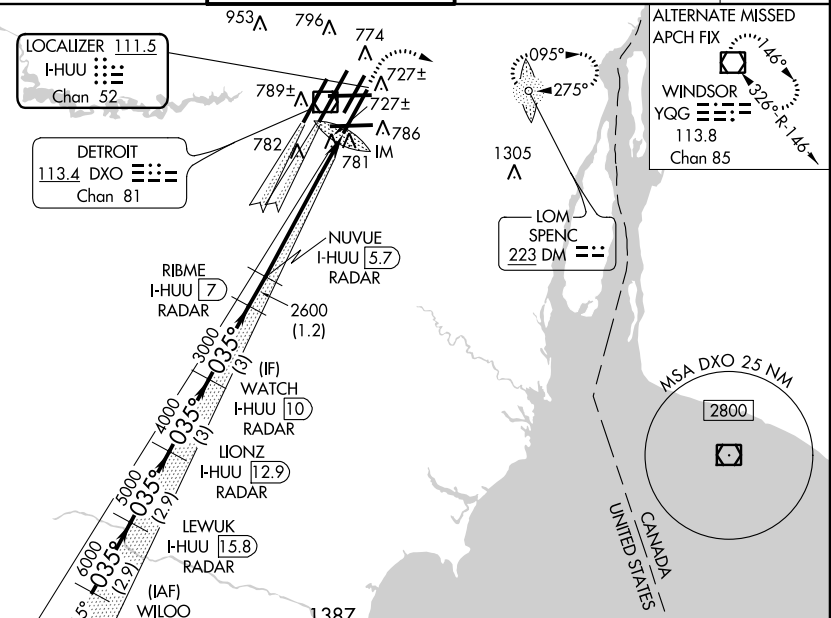 953
796
774
LOCALIZER 111.5
I-HUU
Chan 52
789±
727±
727±
786
782
781
IM
DETROIT
113.4 DXO
Chan 81
095°
275°
1305
LOM
SPENC
223 DM
ALTERNATE MISSED
APCH FIX
146°
326°
R-146
WINDSOR
YQG
113.8
Chan 85
NUVUE
I-HUU 5.7
RADAR
RIBME
I-HUU 7
RADAR
2600
(1.2)
3000
035°
(3)
(IF)
WATCH
I-HUU 10
RADAR
4000
035°
(3)
LIONZ
I-HUU 12.9
RADAR
5000
035°
(2.9)
LEWUK
I-HUU 15.8
RADAR
6000
035°
(2.9)
(IAF)
WILOO
5°
1387
MSA DXO 25 NM
2800
CANADA
UNITED STATES